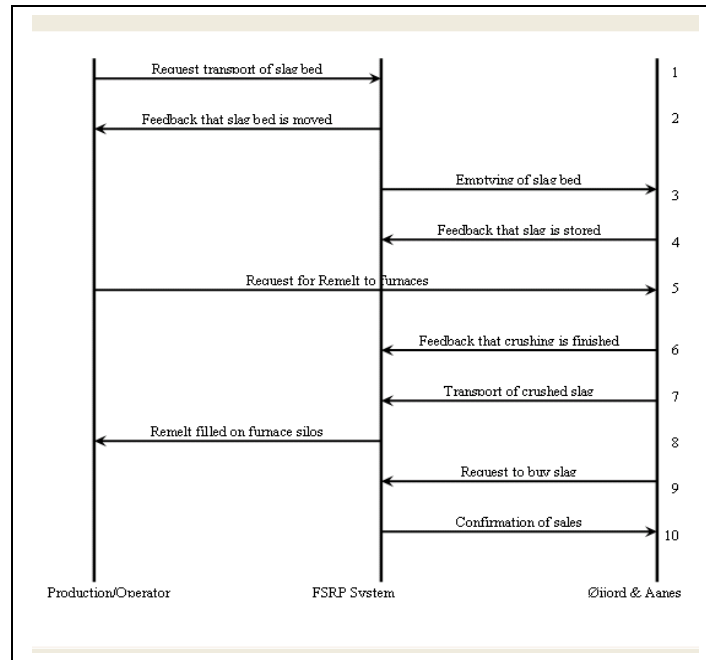 Request transport of slag bed 1
Feedback that slag bed is moved 2
Emptying of slag bed 3
Feedback that slag is stored 4
Request for Remelt to furnaces 5
Feedback that crushing is finished 6
Transport of crushed slag 7
Remelt filled on furnace silos 8
Request to buy slag 9
Confirmation of sales 10
Production/Operator FSRP System Øijord & Aanes